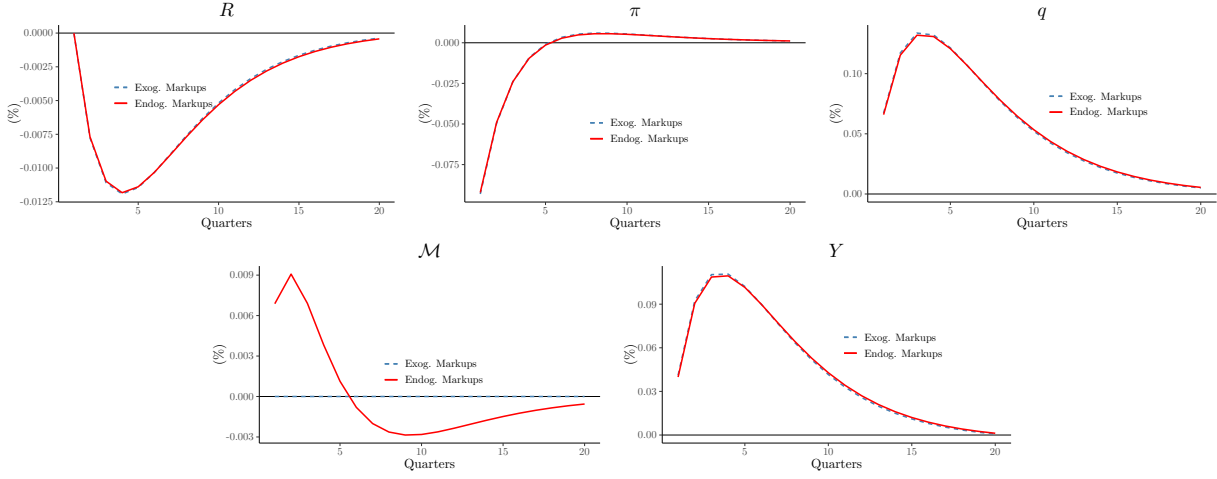 R
0.0000
-0.0025
-0.0050
-0.0075
-0.0100
-0.0125
(%)
Exog. Markups
Endog. Markups
5
10
15
20
Quarters
π
0.000
-0.025
-0.050
-0.075
(%)
Exog. Markups
Endog. Markups
5
10
15
20
Quarters
q
0.10
0.05
0.00
(%)
Exog. Markups
Endog. Markups
5
10
15
20
Quarters
ℳ
0.009
0.006
0.003
0.000
-0.003
(%)
Exog. Markups
Endog. Markups
5
10
15
20
Quarters
Y
0.09
0.06
0.03
0.00
(%)
Exog. Markups
Endog. Markups
5
10
15
20
Quarters